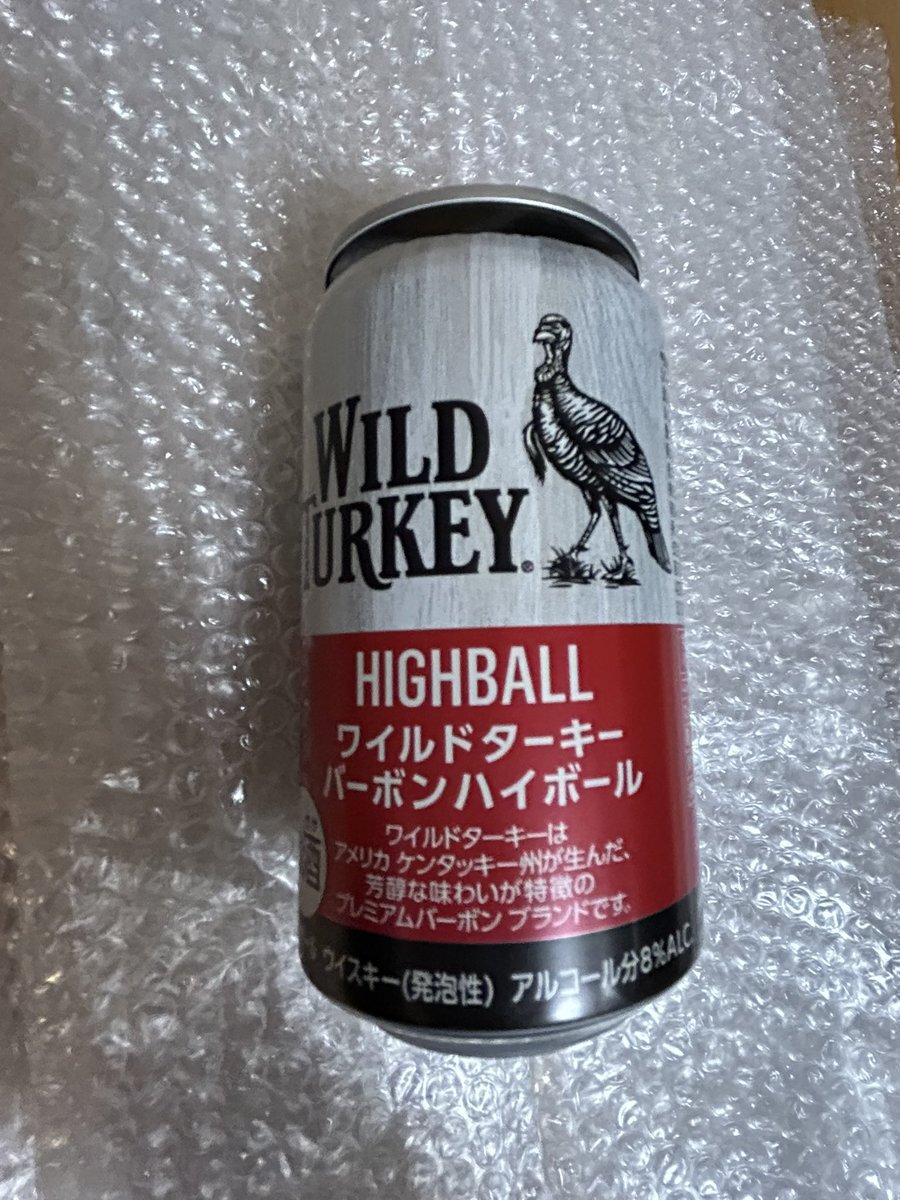 WILD
TURKEY®
HIGHBALL
ワイルドターキー
バーボンハイボール
ワイルドターキーは
アメリカ ケンタッキー州が生んだ、
芳醇な味わいが特徴の
プレミアムバーボン ブランドです。
ウイスキー(発泡性) アルコール分8%ALC.